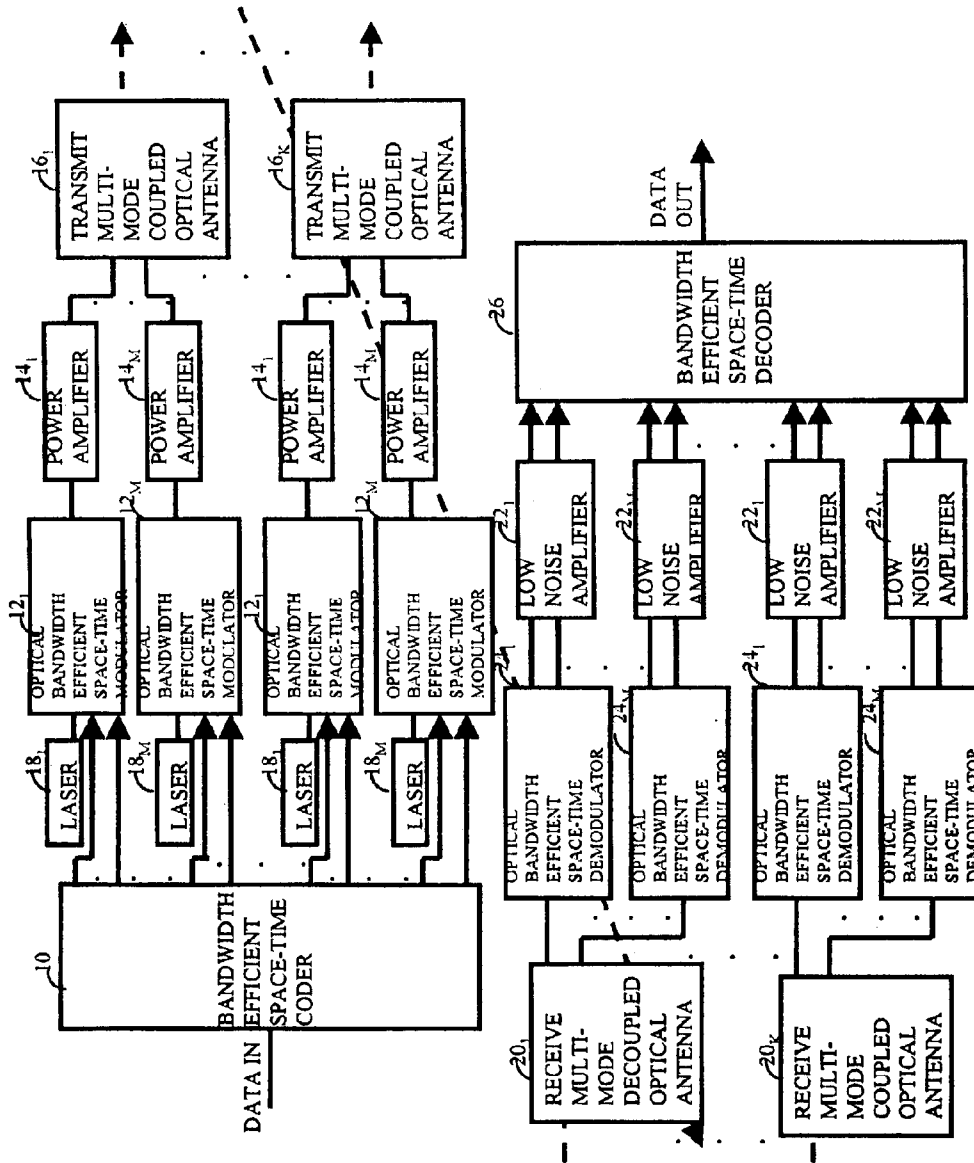 DATA IN
10
BANDWIDTH
EFFICIENT
SPACE-TIME
CODER
18₁
LASER
12₁
OPTICAL
BANDWIDTH
EFFICIENT
SPACE-TIME
MODULATOR
14₁
POWER
AMPLIFIER
18M
LASER
12M
OPTICAL
BANDWIDTH
EFFICIENT
SPACE-TIME
MODULATOR
14M
POWER
AMPLIFIER
16₁
TRANSMIT
MULTI-
MODE
COUPLED
OPTICAL
ANTENNA
18₁
LASER
12₁
OPTICAL
BANDWIDTH
EFFICIENT
SPACE-TIME
MODULATOR
14₁
POWER
AMPLIFIER
18M
LASER
12M
OPTICAL
BANDWIDTH
EFFICIENT
SPACE-TIME
MODULATOR
14M
POWER
AMPLIFIER
16K
TRANSMIT
MULTI-
MODE
COUPLED
OPTICAL
ANTENNA
20₁
RECEIVE
MULTI-
MODE
DECOUPLED
OPTICAL
ANTENNA
24₁
OPTICAL
BANDWIDTH
EFFICIENT
SPACE-TIME
DEMODULATOR
22₁
LOW
NOISE
AMPLIFIER
24M
OPTICAL
BANDWIDTH
EFFICIENT
SPACE-TIME
DEMODULATOR
22M
LOW
NOISE
AMPLIFIER
20K
RECEIVE
MULTI-
MODE
COUPLED
OPTICAL
ANTENNA
24₁
OPTICAL
BANDWIDTH
EFFICIENT
SPACE-TIME
DEMODULATOR
22₁
LOW
NOISE
AMPLIFIER
24M
OPTICAL
BANDWIDTH
EFFICIENT
SPACE-TIME
DEMODULATOR
22M
LOW
NOISE
AMPLIFIER
26
BANDWIDTH
EFFICIENT
SPACE-TIME
DECODER
DATA
OUT